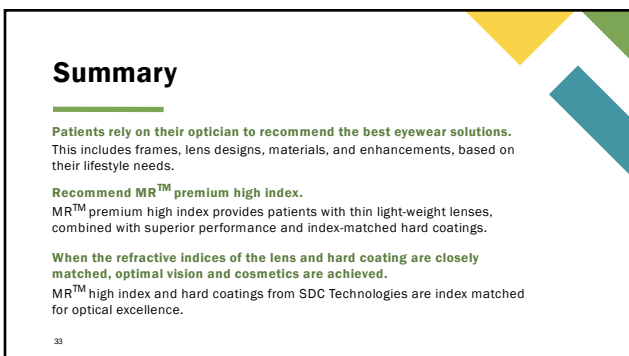 Summary
Patients rely on their optician to recommend the best eyewear solutions.
This includes frames, lens designs, materials, and enhancements, based on
their lifestyle needs.
Recommend MR™ premium high index.
MR™ premium high index provides patients with thin light-weight lenses,
combined with superior performance and index-matched hard coatings.
When the refractive indices of the lens and hard coating are closely
matched, optimal vision and cosmetics are achieved.
MR™ high index and hard coatings from SDC Technologies are index matched
for optical excellence.
33